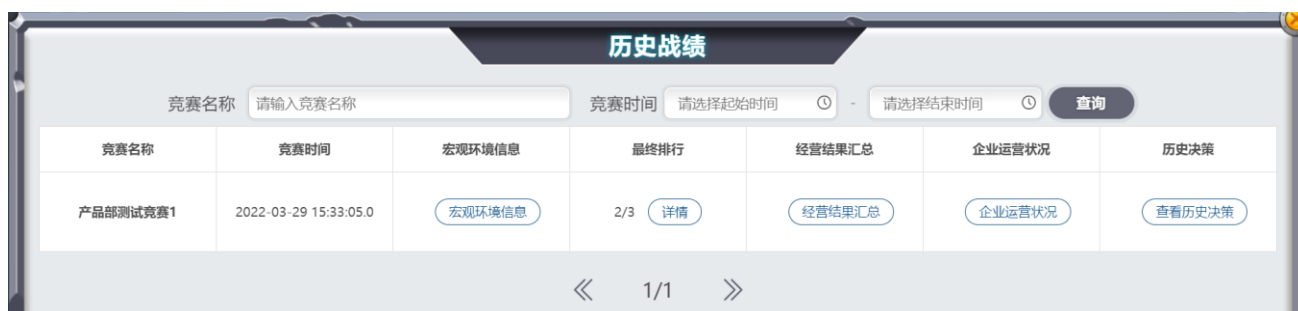 历史战绩
竞赛名称 请输入竞赛名称 竞赛时间 请选择起始时间 - 请选择结束时间 查询
竞赛名称 竞赛时间 宏观环境信息 最终排行 经营结果汇总 企业运营状况 历史决策
产品部测试竞赛1 2022-03-29 15:33:05.0 宏观环境信息 2/3 详情 经营结果汇总 企业运营状况 查看历史决策
1/1